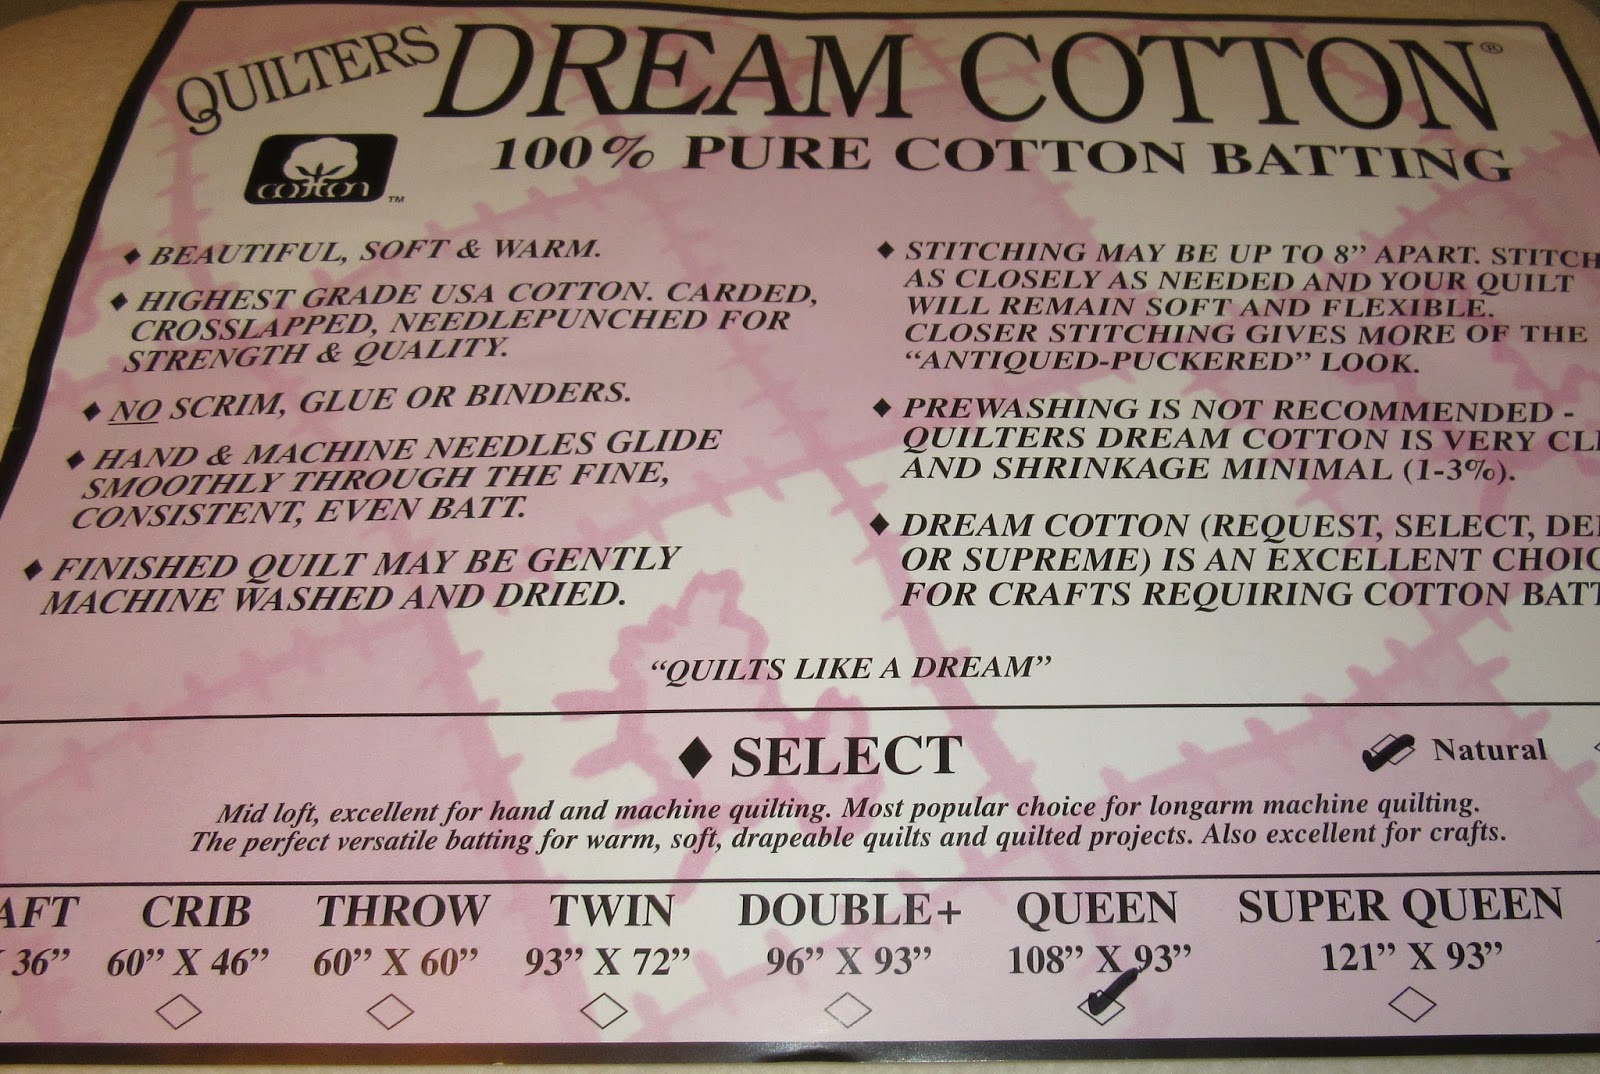 QUILTERS DREAM COTTON®
100% PURE COTTON BATTING
cotton™
♦ BEAUTIFUL, SOFT & WARM.
♦ HIGHEST GRADE USA COTTON. CARDED,
CROSSLAPPED, NEEDLEPUNCHED FOR
STRENGTH & QUALITY.
♦ NO SCRIM, GLUE OR BINDERS.
♦ HAND & MACHINE NEEDLES GLIDE
SMOOTHLY THROUGH THE FINE,
CONSISTENT, EVEN BATT.
♦ FINISHED QUILT MAY BE GENTLY
MACHINE WASHED AND DRIED.
♦ STITCHING MAY BE UP TO 8” APART. STITCH
AS CLOSELY AS NEEDED AND YOUR QUILT
WILL REMAIN SOFT AND FLEXIBLE.
CLOSER STITCHING GIVES MORE OF THE
“ANTIQUED-PUCKERED” LOOK.
♦ PREWASHING IS NOT RECOMMENDED -
QUILTERS DREAM COTTON IS VERY
AND SHRINKAGE MINIMAL (1-3%).
♦ DREAM COTTON (REQUEST, SELECT,
OR SUPREME) IS AN EXCELLENT
FOR CRAFTS REQUIRING COTTON
“QUILTS LIKE A DREAM”
♦ SELECT
Natural
Mid loft, excellent for hand and machine quilting. Most popular choice for longarm machine quilting.
The perfect versatile batting for warm, soft, drapeable quilts and quilted projects. Also excellent for crafts.
AFT CRIB THROW TWIN DOUBLE+ QUEEN SUPER QUEEN
36” 60” X 46” 60” X 60” 93” X 72” 96” X 93” 108” X 93” 121” X 93”